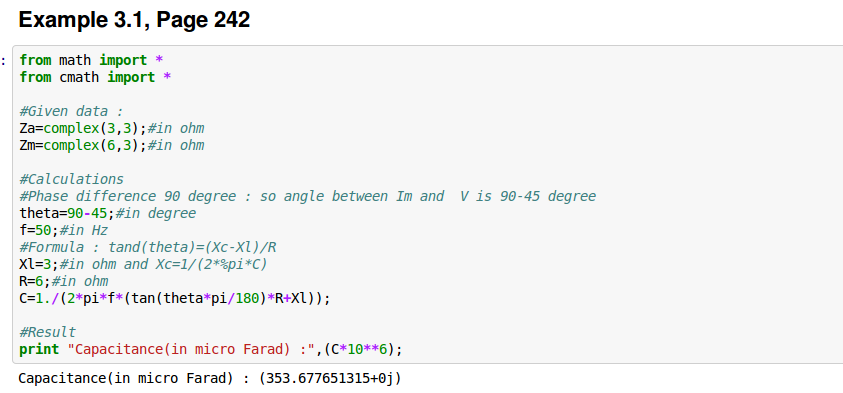 Example 3.1, Page 242
: from math import *
from cmath import *
#Given data :
Za=complex(3,3);#in ohm
Zm=complex(6,3);#in ohm
#Calculations
#Phase difference 90 degree : so angle between Im and  V is 90-45 degree
theta=90-45;#in degree
f=50;#in Hz
#Formula : tand(theta)=(Xc-Xl)/R
Xl=3;#in ohm and Xc=1/(2*%pi*C)
R=6;#in ohm
C=1./(2*pi*f*(tan(theta*pi/180)*R+Xl));
#Result
print "Capacitance(in micro Farad) :",(C*10**6);
Capacitance(in micro Farad) : (353.677651315+0j)